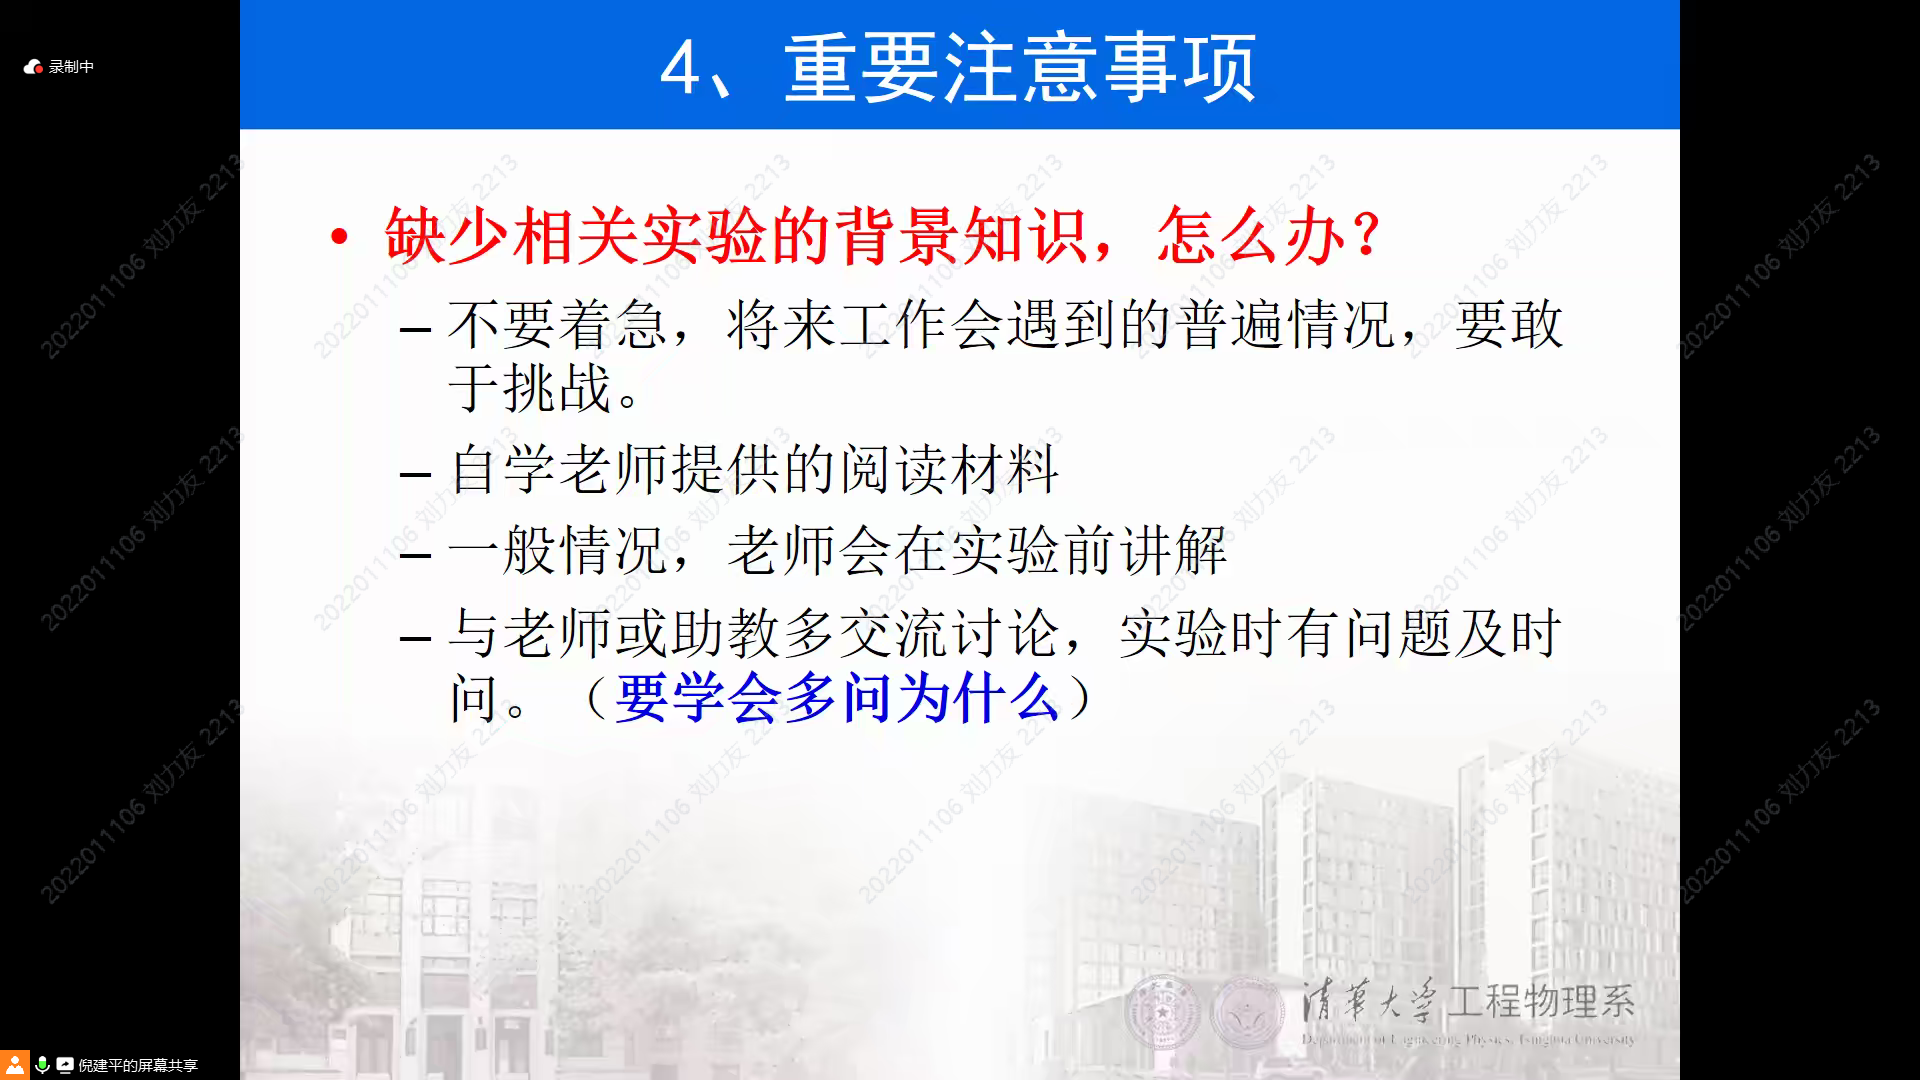 录制中
4、重要注意事项
• 缺少相关实验的背景知识，怎么办？
– 不要着急，将来工作会遇到的普遍情况，要敢
于挑战。
– 自学老师提供的阅读材料
– 一般情况，老师会在实验前讲解
– 与老师或助教多交流讨论，实验时有问题及时
问。（要学会多问为什么）
清华大学工程物理系
Department of Engineering Physics, Tsinghua University
倪建平的屏幕共享
2022011106 刘力友 2213